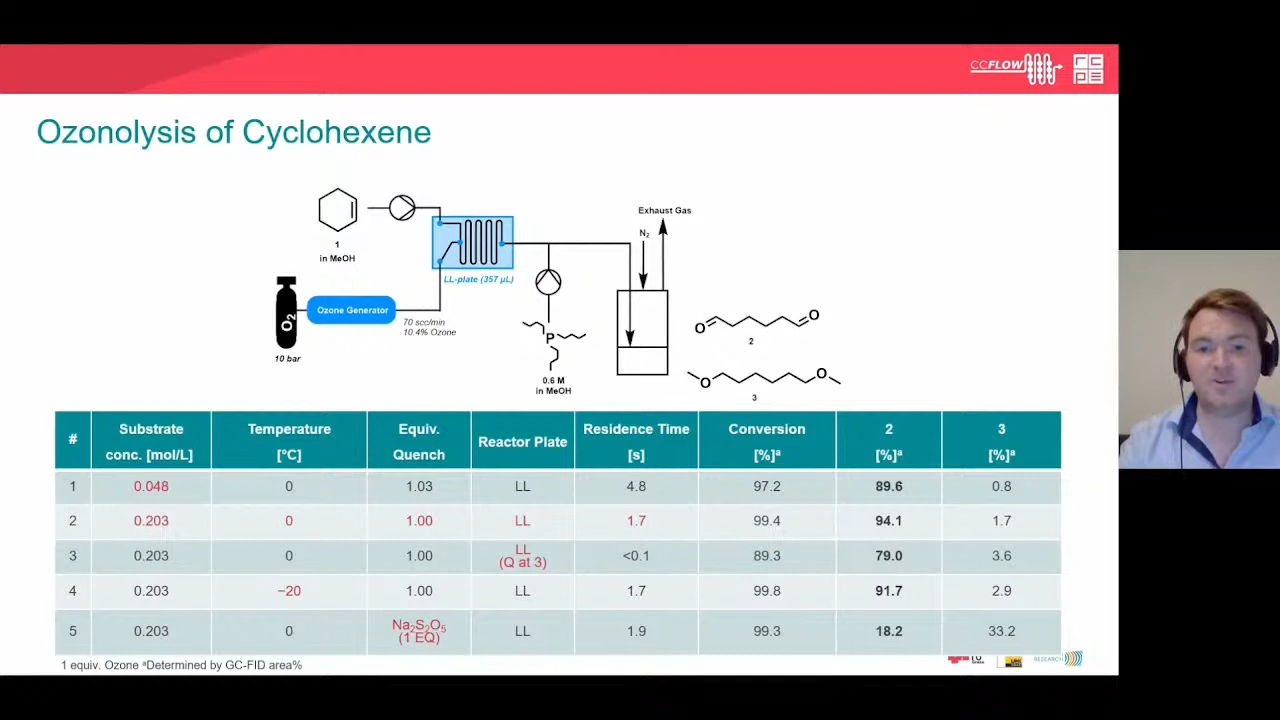 CCFLOW
rcpe
Ozonolysis of Cyclohexene
1
in MeOH
LL-plate (357 µL)
Exhaust Gas
N₂
O₂
Ozone Generator
70 scc/min
10.4% Ozone
10 bar
P
0.6 M
in MeOH
O
O
2
O
O
3
# Substrate conc. [mol/L] Temperature [°C] Equiv. Quench Reactor Plate Residence Time [s] Conversion [%]ᵃ 2 [%]ᵃ 3 [%]ᵃ
1 0.048 0 1.03 LL 4.8 97.2 89.6 0.8
2 0.203 0 1.00 LL 1.7 99.4 94.1 1.7
3 0.203 0 1.00 LL (Q at 3) <0.1 89.3 79.0 3.6
4 0.203 −20 1.00 LL 1.7 99.8 91.7 2.9
5 0.203 0 Na₂S₂O₅ (1 EQ) LL 1.9 99.3 18.2 33.2
1 equiv. Ozone ᵃDetermined by GC-FID area%
RESEARCH